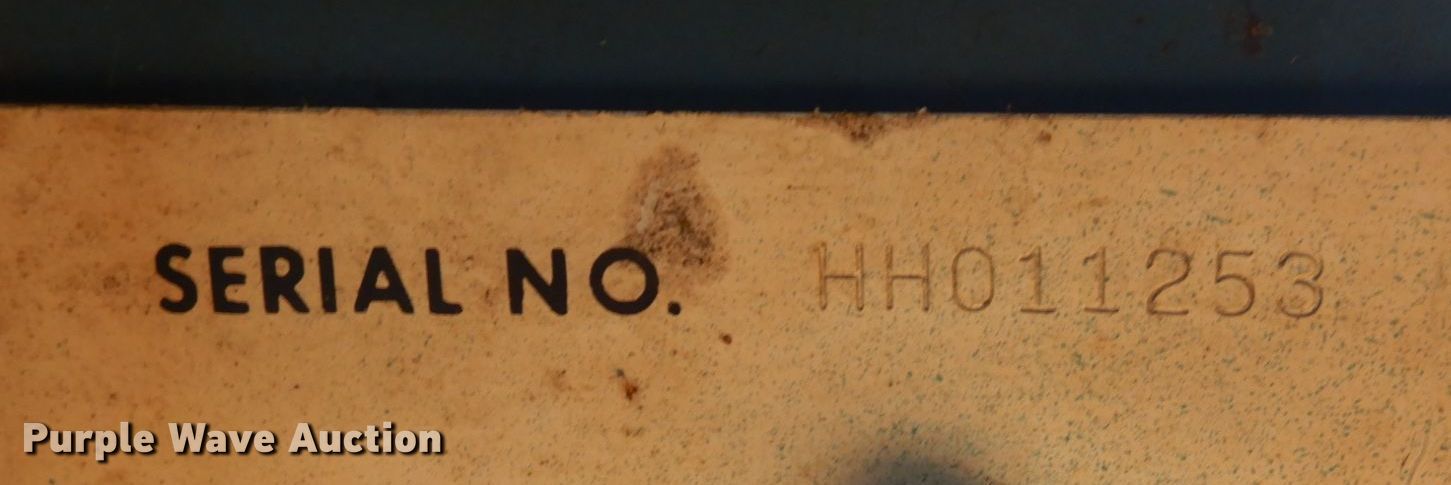 SERIAL NO. HH011253
Purple Wave Auction